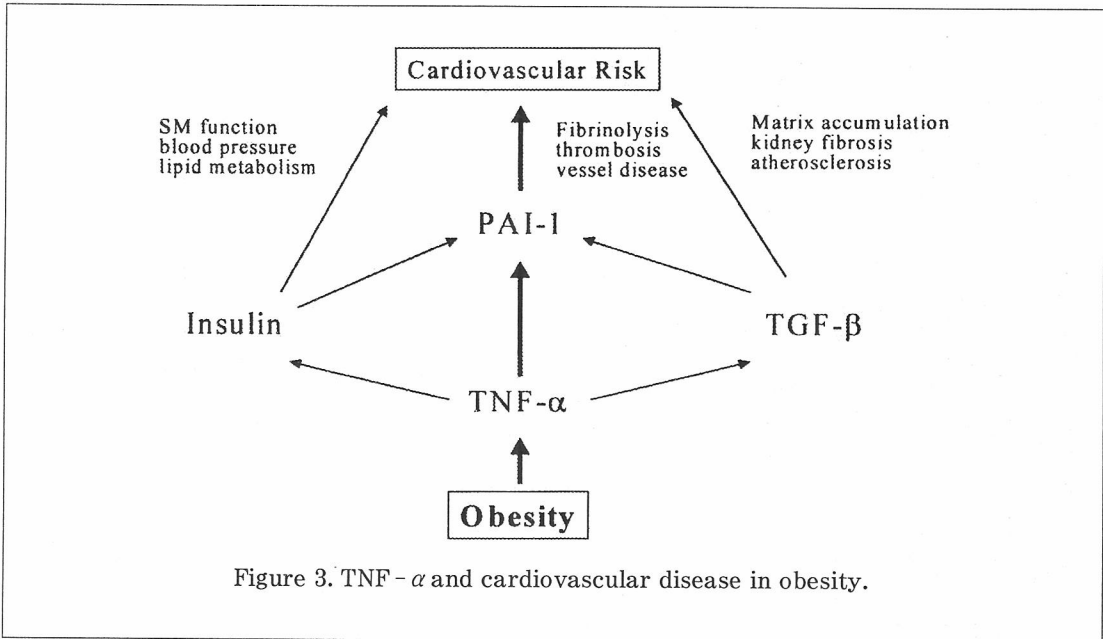 Cardiovascular Risk
SM function
blood pressure
lipid metabolism
Fibrinolysis
thrombosis
vessel disease
Matrix accumulation
kidney fibrosis
atherosclerosis
PAI-1
Insulin
TGF-β
TNF-α
Obesity
Figure 3. TNF-α and cardiovascular disease in obesity.